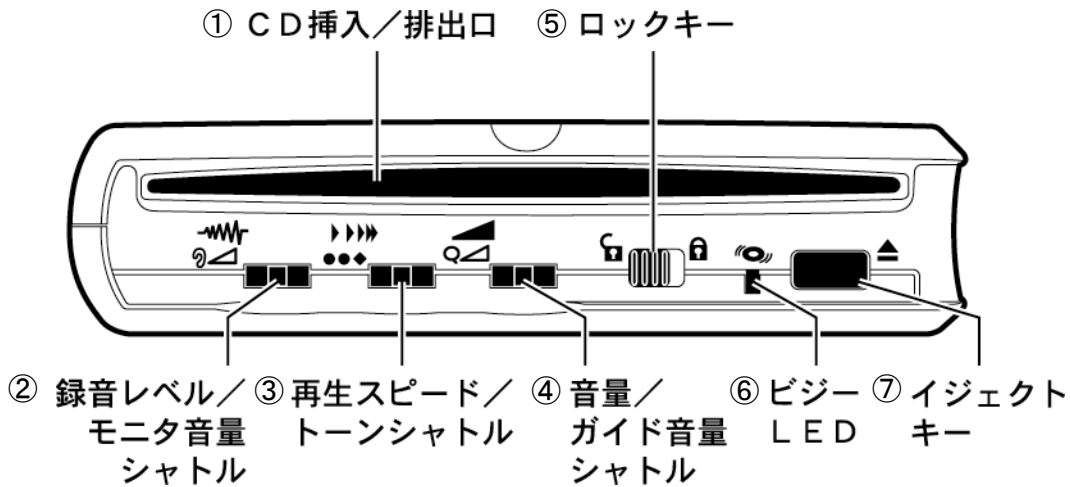 ① ＣＤ挿入／排出口
⑤ ロックキー
② 録音レベル／
モニタ音量
シャトル
③ 再生スピード／
トーンシャトル
④ 音量／
ガイド音量
シャトル
⑥ ビジー
ＬＥＤ
⑦ イジェクト
キー